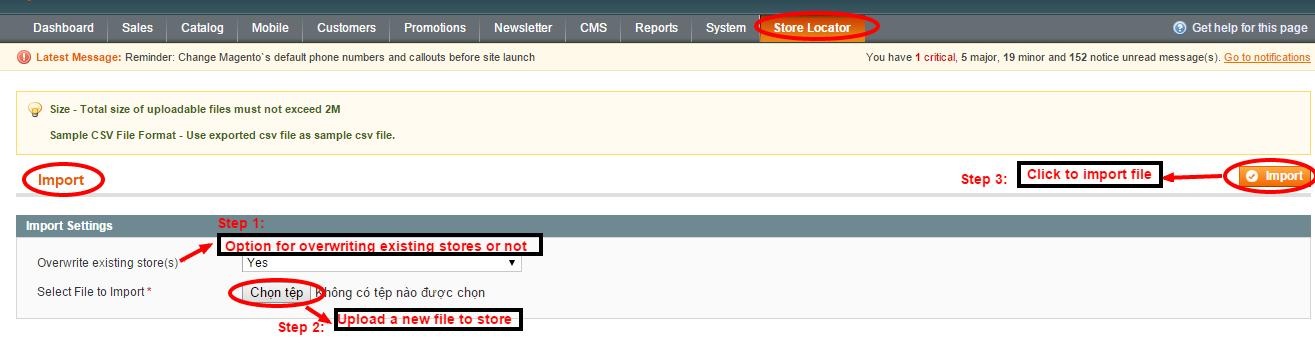 Dashboard Sales Catalog Mobile Customers Promotions Newsletter CMS Reports System Store Locator Get help for this page
Latest Message: Reminder: Change Magento`s default phone numbers and callouts before site launch You have 1 critical, 5 major, 19 minor and 152 notice unread message(s). Go to notifications
Size - Total size of uploadable files must not exceed 2M
Sample CSV File Format - Use exported csv file as sample csv file.
Import Step 3: Click to import file Import
Step 1:
Import Settings
Option for overwriting existing stores or not
Overwrite existing store(s) Yes
Select File to Import * Chọn tệp Không có tệp nào được chọn
Step 2: Upload a new file to store